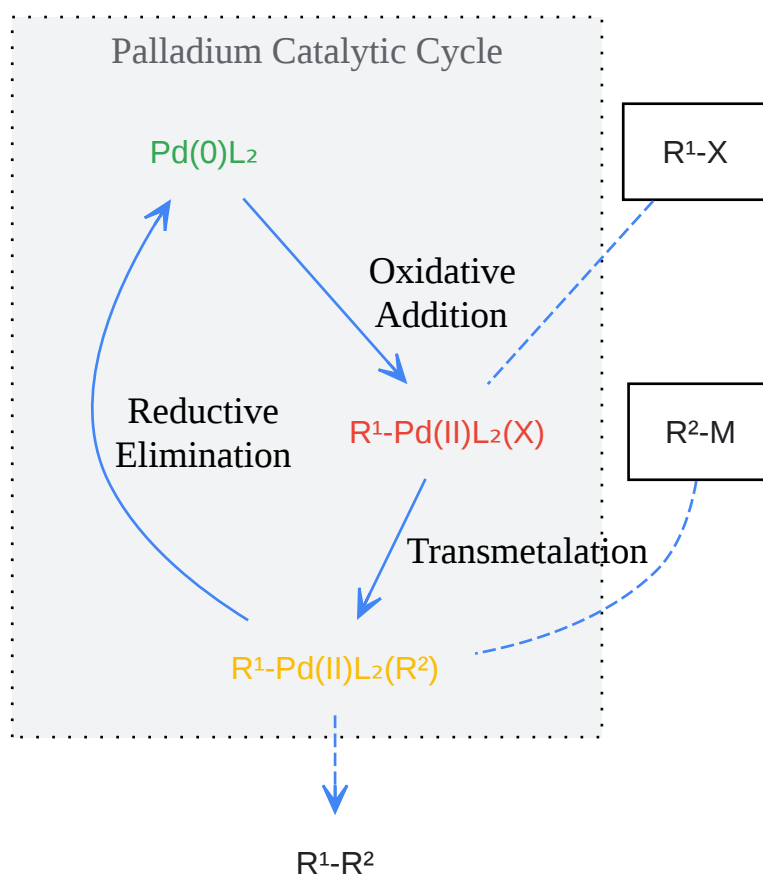 Palladium Catalytic Cycle
Pd(0)L₂
R¹-X
Oxidative
Addition
Reductive
Elimination
R¹-Pd(II)L₂(X)
R²-M
Transmetalation
R¹-Pd(II)L₂(R²)
R¹-R²